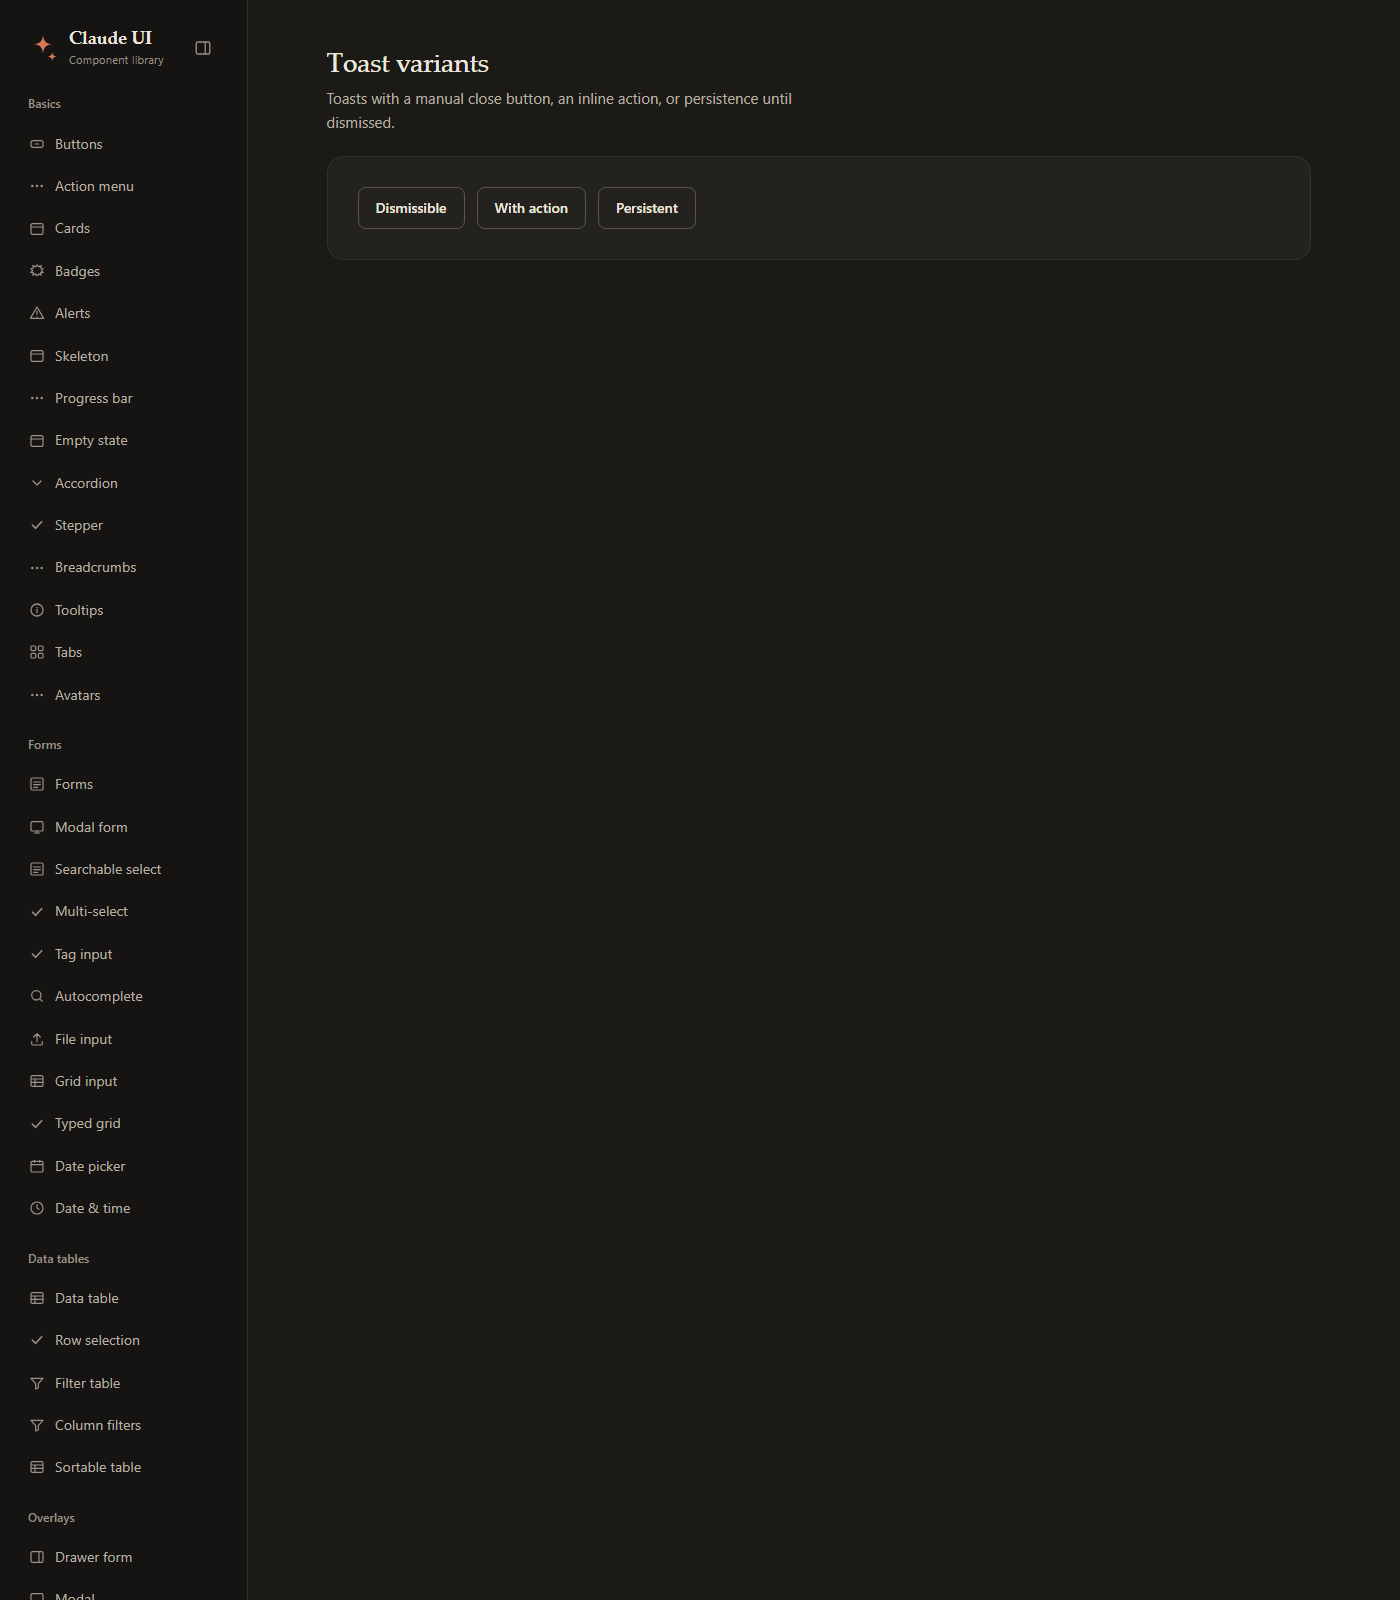 Claude UI
Component library
Basics
Buttons
Action menu
Cards
Badges
Alerts
Skeleton
Progress bar
Empty state
Accordion
Stepper
Breadcrumbs
Tooltips
Tabs
Avatars
Forms
Forms
Modal form
Searchable select
Multi-select
Tag input
Autocomplete
File input
Grid input
Typed grid
Date picker
Date & time
Data tables
Data table
Row selection
Filter table
Column filters
Sortable table
Overlays
Drawer form
Modal
Toast variants
Toasts with a manual close button, an inline action, or persistence until
dismissed.
Dismissible
With action
Persistent